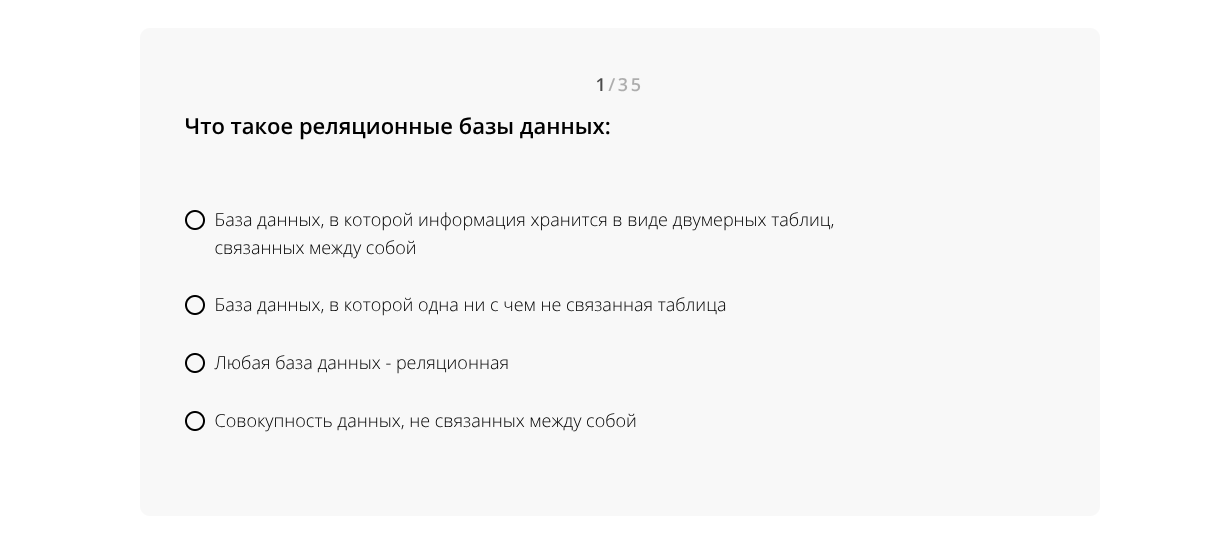 1/35
Что такое реляционные базы данных:
База данных, в которой информация хранится в виде двумерных таблиц,
связанных между собой
База данных, в которой одна ни с чем не связанная таблица
Любая база данных - реляционная
Совокупность данных, не связанных между собой